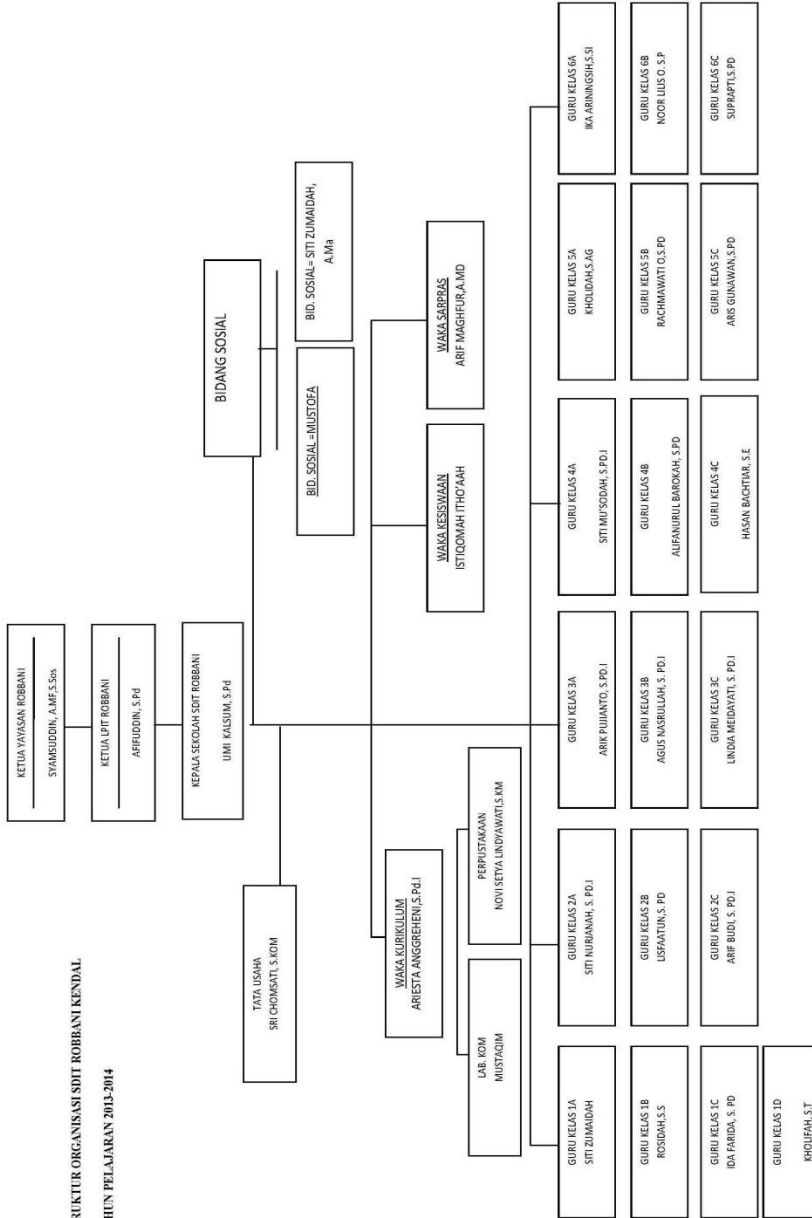 RUKTUR ORGANISASI SDIT ROBBANI KENDAL
HUN PELAJARAN 2013-2014
KETUA YAYASAN ROBBANI
SYAMSUDDIN, A.MF,S.Sos
KETUA LPIT ROBBANI
AFIFUDDIN, S.Pd
KEPALA SEKOLAH SDIT ROBBANI
UMI KALSUM, S.Pd
BIDANG SOSIAL
TATA USAHA
SRI CHOMSATI, S.KOM
BID. SOSIAL =MUSTOFA
BID. SOSIAL= SITI ZUMAIDAH,
A.Ma
WAKA KURIKULUM
ARIESTA ANGGREHENI,S.Pd.I
WAKA KESISWAAN
ISTIQOMAH ITHO'AAH
WAKA SARPRAS
ARIF MAGHFUR,A.MD
LAB. KOM
MUSTAQIM
PERPUSTAKAAN
NOVI SETYA LINDYAWATI,S.KM
GURU KELAS 1A
SITI ZUMAIDAH
GURU KELAS 2A
SITI NURJANAH, S. PD.I
GURU KELAS 3A
ARIK PUJIANTO, S.PD.I
GURU KELAS 4A
SITI MU'SODAH, S.PD.I
GURU KELAS 5A
KHOLIDAH,S.AG
GURU KELAS 6A
IKA ARININGSIH,S.SI
GURU KELAS 1B
ROSIDAH,S.S
GURU KELAS 2B
LISFAATUN,S. PD
GURU KELAS 3B
AGUS NASRULLAH, S. PD.I
GURU KELAS 4B
ALIFANURUL BAROKAH, S.PD
GURU KELAS 5B
RACHMAWATI O,S.PD
GURU KELAS 6B
NOOR LILIS O. S.P
GURU KELAS 1C
IDA FARIDA, S. PD
GURU KELAS 2C
ARIF BUDI, S. PD.I
GURU KELAS 3C
LINDIA MEIDAYATI, S. PD.I
GURU KELAS 4C
HASAN BACHTIAR, S.E
GURU KELAS 5C
ARIS GUNAWAN,S.PD
GURU KELAS 6C
SUPRAPTI,S.PD
GURU KELAS 1D
KHOLIFAH, S.T